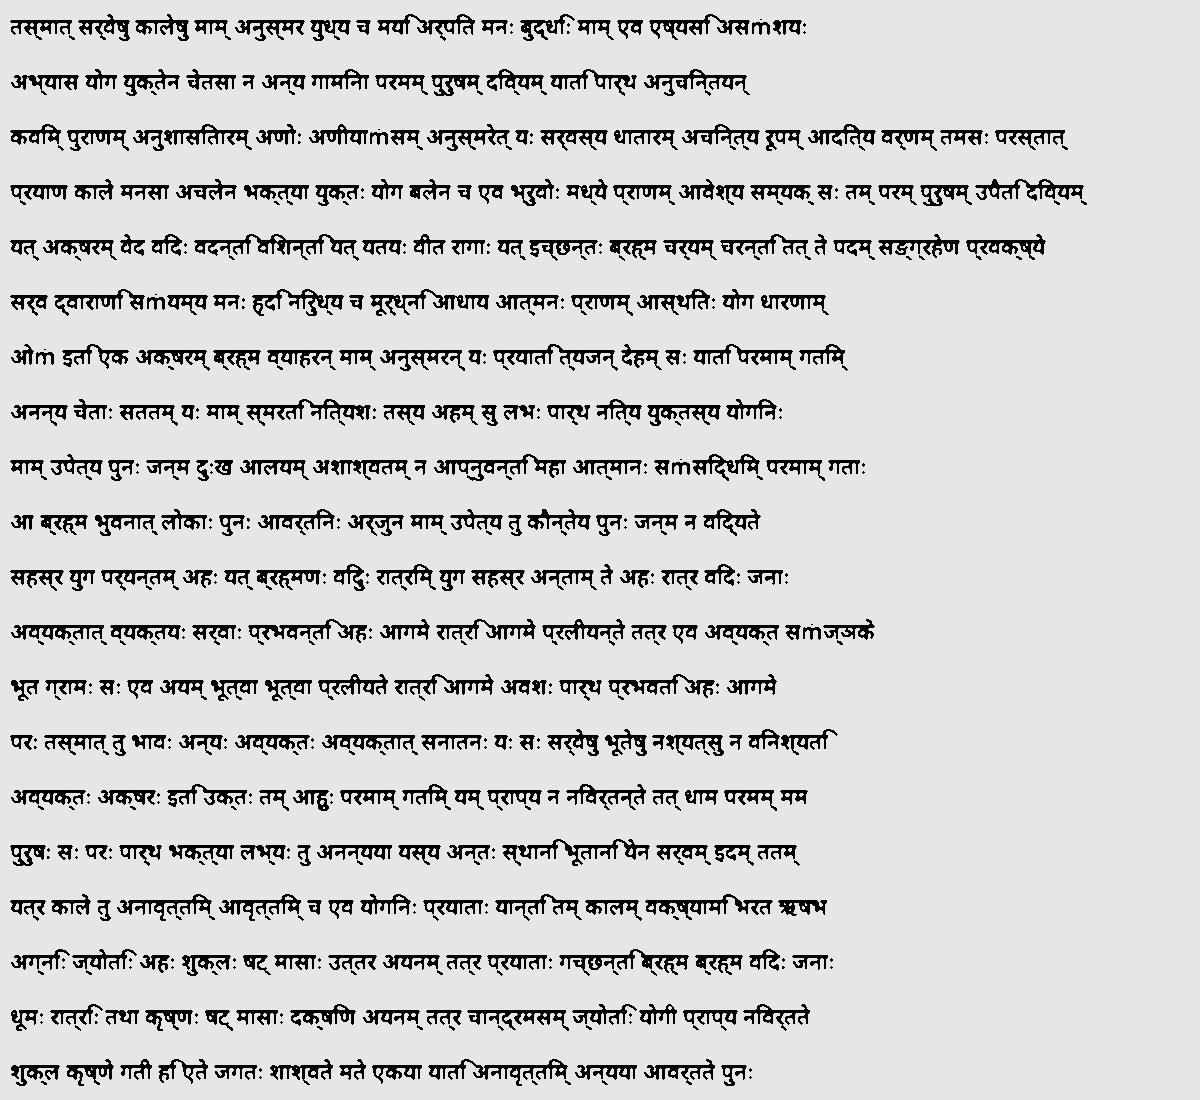 तस्मात् सर्वेषु कालेषु माम् अनुस्मर युध्य च मयि अर्पित मनः बुद्धिः माम् एव एष्यसि असṁशयः
अभ्यास योग युक्तेन चेतसा न अन्य गामिना परमम् पुरुषम् दिव्यम् याति पार्थ अनुचिन्तयन्
कविम् पुराणम् अनुशासितारम् अणोः अणीयाṁसम् अनुस्मरेत् यः सर्वस्य धातारम् अचिन्त्य रूपम् आदित्य वर्णम् तमसः परस्तात्
प्रयाण काले मनसा अचलेन भक्त्या युक्तः योग बलेन च एव भ्रुवोः मध्ये प्राणम् आवेश्य सम्यक् सः तम् परम् पुरुषम् उपैति दिव्यम्
यत् अक्षरम् वेद विदः वदन्ति विशन्ति यत् यतयः वीत रागाः यत् इच्छन्तः ब्रह्म चर्यम् चरन्ति तत् ते पदम् सङ्ग्रहेण प्रवक्ष्ये
सर्व द्वाराणि सṁयम्य मनः हृदि निरुध्य च मूर्ध्नि आधाय आत्मनः प्राणम् आस्थितः योग धारणाम्
ओṁ इति एक अक्षरम् ब्रह्म व्याहरन् माम् अनुस्मरन् यः प्रयाति त्यजन् देहम् सः याति परमाम् गतिम्
अनन्य चेताः सततम् यः माम् स्मरति नित्यशः तस्य अहम् सु लभः पार्थ नित्य युक्तस्य योगिनः
माम् उपेत्य पुनः जन्म दुःख आलयम् अशाश्वतम् न आप्नुवन्ति महा आत्मानः सṁसिद्धिम् परमाम् गताः
आ ब्रह्म भुवनात् लोकाः पुनः आवर्तिनः अर्जुन माम् उपेत्य तु कौन्तेय पुनः जन्म न विद्यते
सहस्र युग पर्यन्तम् अहः यत् ब्रह्मणः विदुः रात्रिम् युग सहस्र अन्ताम् ते अहः रात्र विदः जनाः
अव्यक्तात् व्यक्तयः सर्वाः प्रभवन्ति अहः आगमे रात्रि आगमे प्रलीयन्ते तत्र एव अव्यक्त सṁज्ञके
भूत ग्रामः सः एव अयम् भूत्वा भूत्वा प्रलीयते रात्रि आगमे अवशः पार्थ प्रभवति अहः आगमे
परः तस्मात् तु भावः अन्यः अव्यक्तः अव्यक्तात् सनातनः यः सः सर्वेषु भूतेषु नश्यत्सु न विनश्यति
अव्यक्तः अक्षरः इति उक्तः तम् आहुः परमाम् गतिम् यम् प्राप्य न निवर्तन्ते तत् धाम परमम् मम
पुरुषः सः परः पार्थ भक्त्या लभ्यः तु अनन्यया यस्य अन्तः स्थानि भूतानि येन सर्वम् इदम् ततम्
यत्र काले तु अनावृत्तिम् आवृत्तिम् च एव योगिनः प्रयाताः यान्ति तम् कालम् वक्ष्यामि भरत ऋषभ
अग्निः ज्योतिः अहः शुक्लः षट् मासाः उत्तर अयनम् तत्र प्रयाताः गच्छन्ति ब्रह्म ब्रह्म विदः जनाः
धूमः रात्रिः तथा कृष्णः षट् मासाः दक्षिण अयनम् तत्र चान्द्रमसम् ज्योतिः योगी प्राप्य निवर्तते
शुक्ल कृष्णे गती हि एते जगतः शाश्वते मते एकया याति अनावृत्तिम् अन्यया आवर्तते पुनः